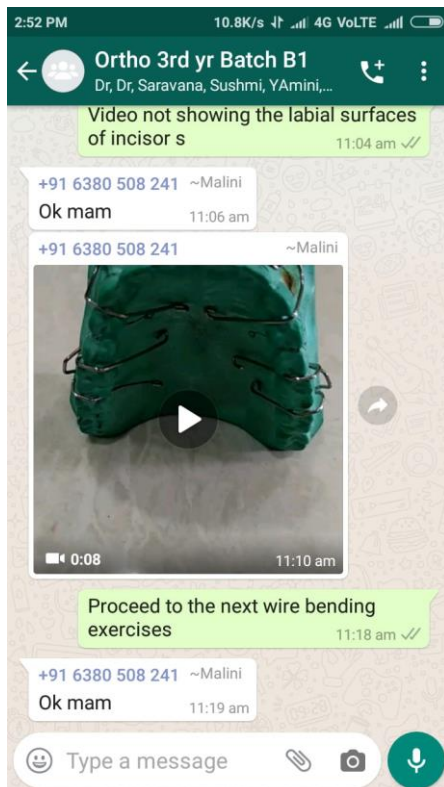 2:52 PM 10.8K/s 4G VoLTE
Ortho 3rd yr Batch B1
Dr, Dr, Saravana, Sushmi, YAmini,...
Video not showing the labial surfaces
of incisor s
11:04 am
+91 6380 508 241 ~Malini
Ok mam
11:06 am
+91 6380 508 241 ~Malini
0:08 11:10 am
Proceed to the next wire bending
exercises
11:18 am
+91 6380 508 241 ~Malini
Ok mam
11:19 am
Type a message